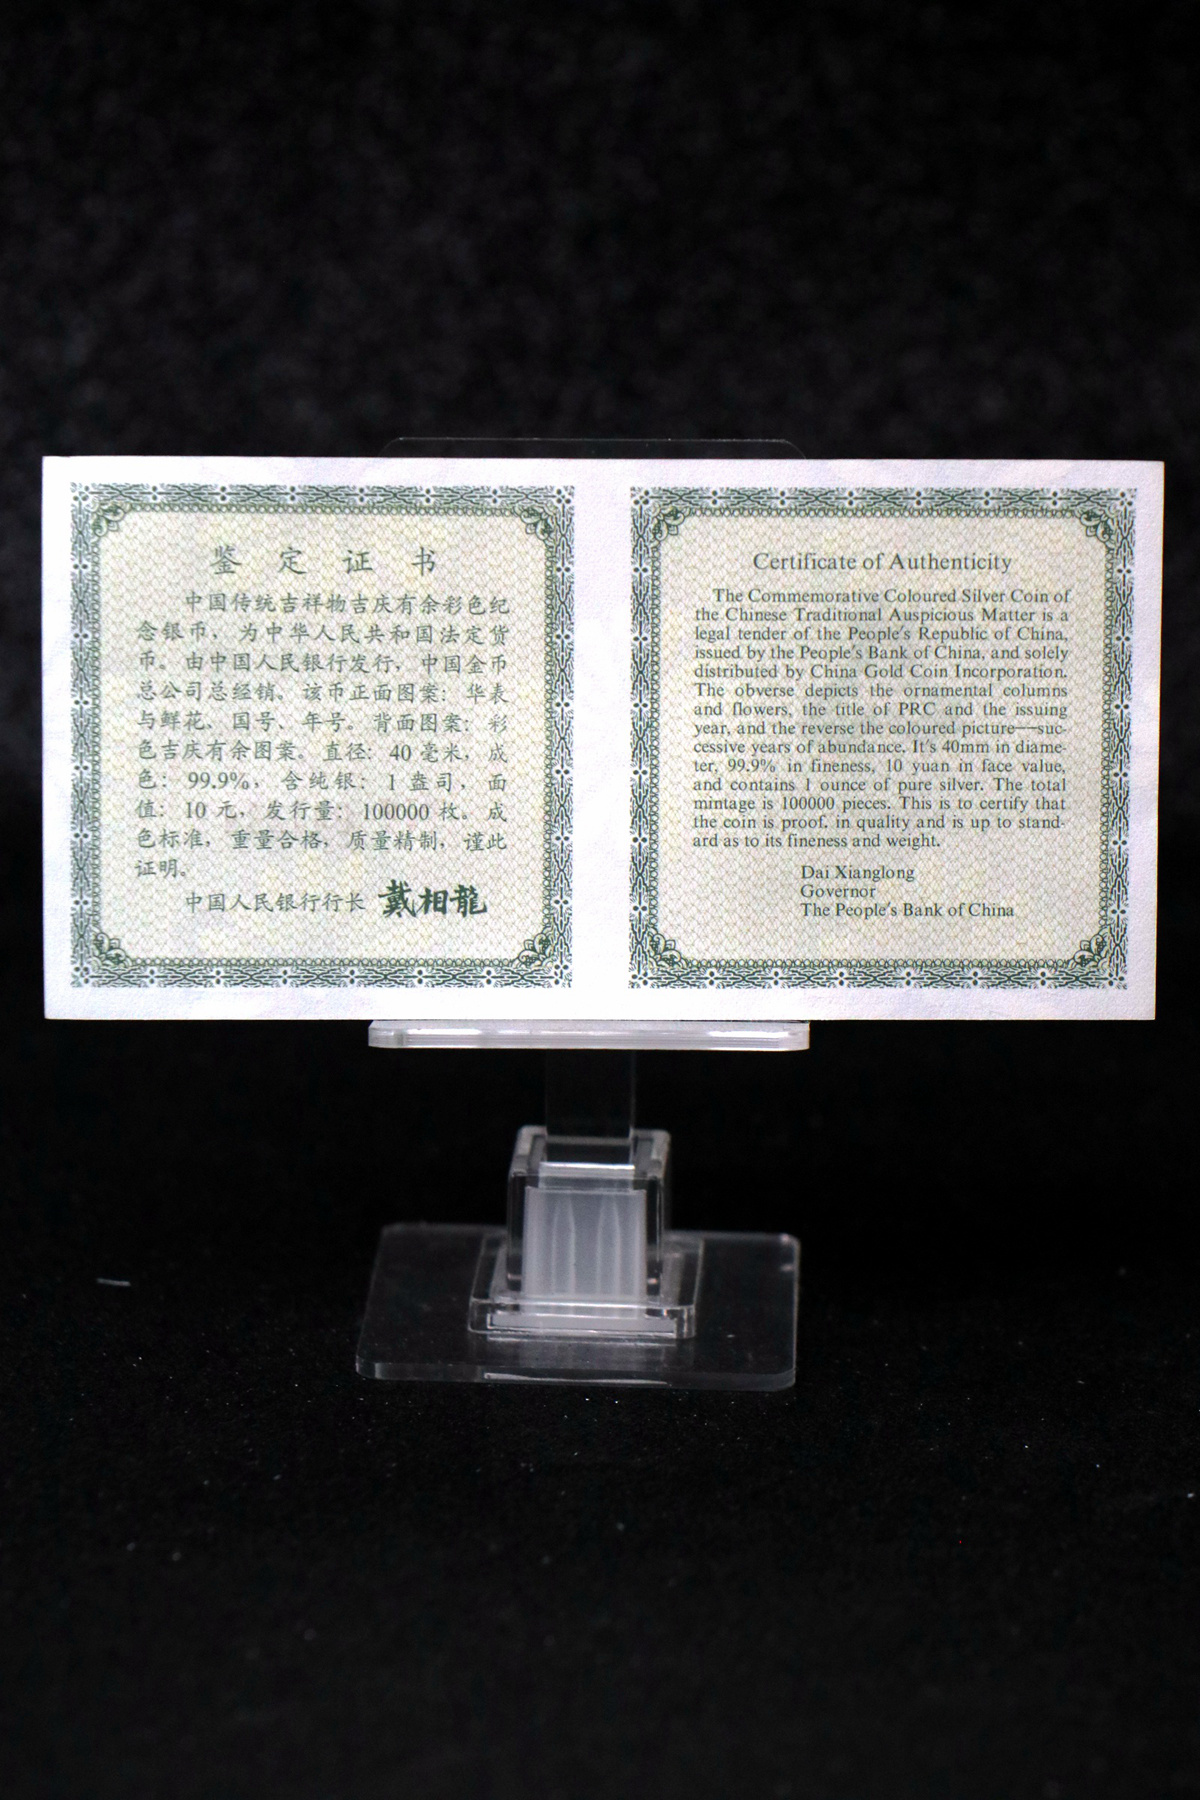 鉴定证书
中国传统吉祥物吉庆有余彩色纪
念银币，为中华人民共和国法定货
币。由中国人民银行发行，中国金币
总公司总经销。该币正面图案：华表
与鲜花、国号、年号。背面图案：彩
色吉庆有余图案。直径：40毫米，成
色：99.9%，含纯银：1盎司，面
值：10元，发行量：100000枚。成
色标准，重量合格，质量精制，谨此
证明。
中国人民银行行长 戴相龍
Certificate of Authenticity
The Commemorative Coloured Silver Coin of
the Chinese Traditional Auspicious Matter is a
legal tender of the People's Republic of China,
issued by the People's Bank of China, and solely
distributed by China Gold Coin Incorporation.
The obverse depicts the ornamental columns
and flowers, the title of PRC and the issuing
year, and the reverse the coloured picture—suc-
cessive years of abundance. It's 40mm in diame-
ter, 99.9% in fineness, 10 yuan in face value,
and contains 1 ounce of pure silver. The total
mintage is 100000 pieces. This is to certify that
the coin is proof. in quality and is up to stand-
ard as to its fineness and weight.
Dai Xianglong
Governor
The People's Bank of China